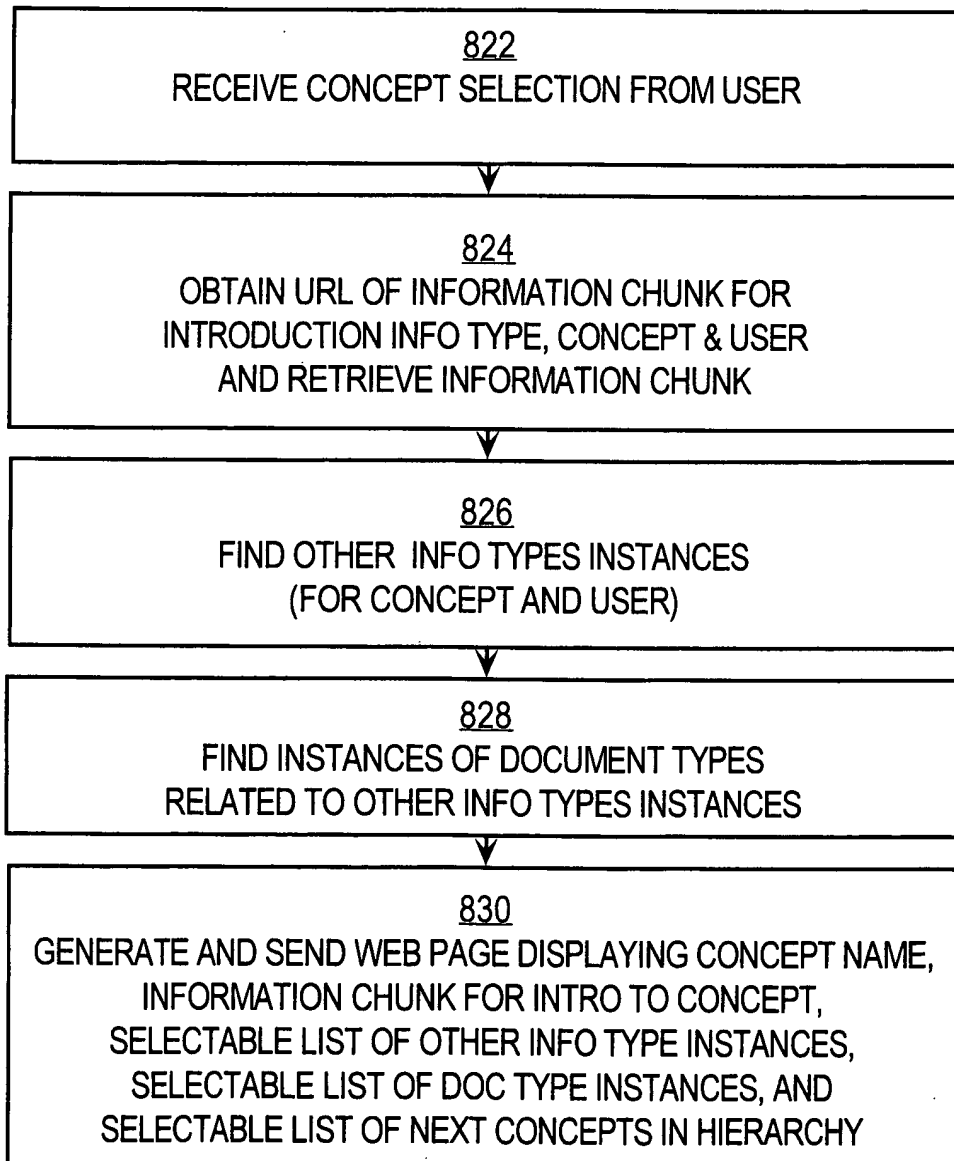 822
RECEIVE CONCEPT SELECTION FROM USER
824
OBTAIN URL OF INFORMATION CHUNK FOR
INTRODUCTION INFO TYPE, CONCEPT & USER
AND RETRIEVE INFORMATION CHUNK
826
FIND OTHER INFO TYPES INSTANCES
(FOR CONCEPT AND USER)
828
FIND INSTANCES OF DOCUMENT TYPES
RELATED TO OTHER INFO TYPES INSTANCES
830
GENERATE AND SEND WEB PAGE DISPLAYING CONCEPT NAME,
INFORMATION CHUNK FOR INTRO TO CONCEPT,
SELECTABLE LIST OF OTHER INFO TYPE INSTANCES,
SELECTABLE LIST OF DOC TYPE INSTANCES, AND
SELECTABLE LIST OF NEXT CONCEPTS IN HIERARCHY